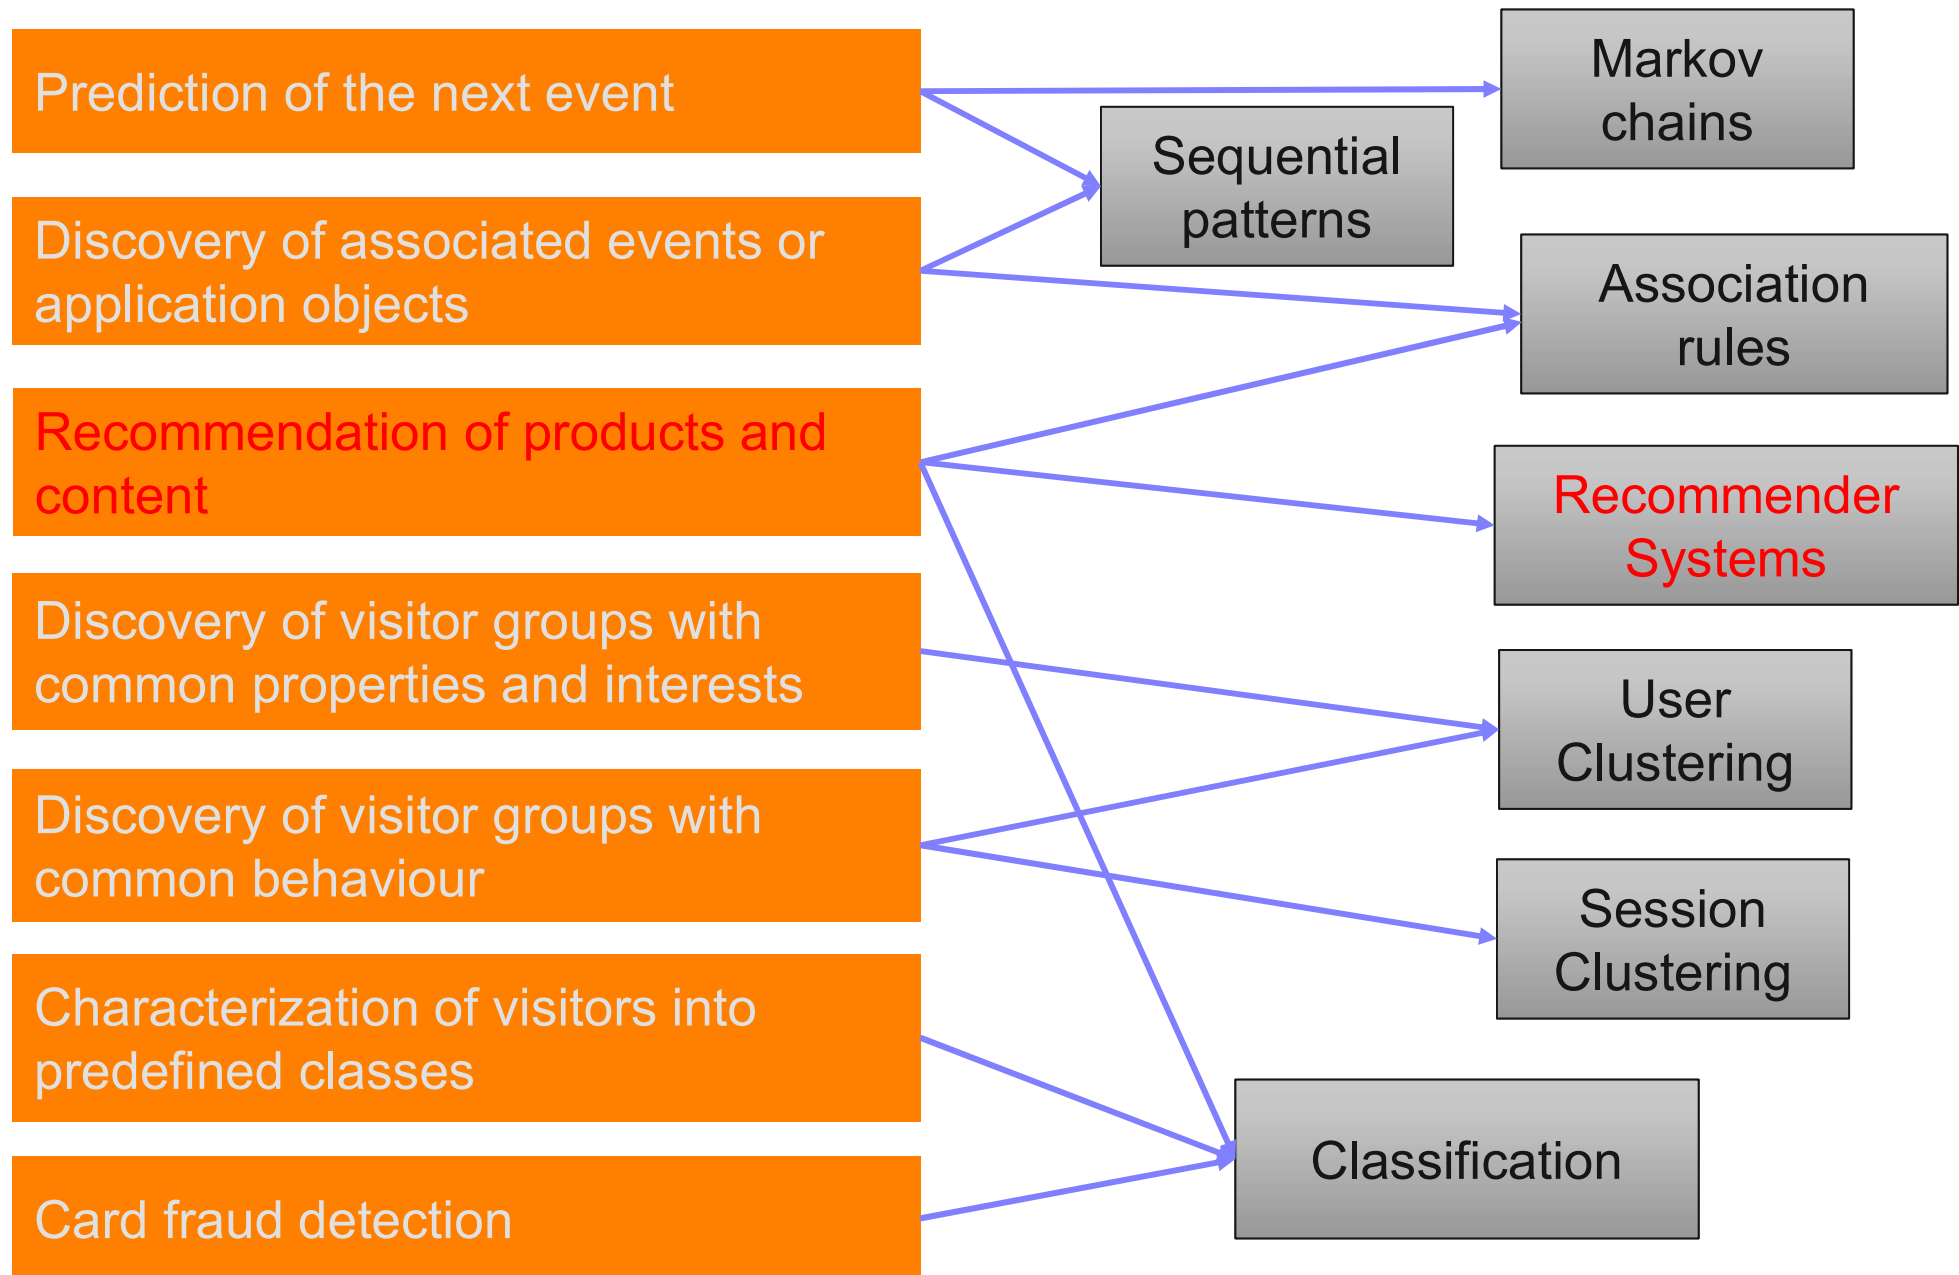 Prediction of the next event
Discovery of associated events or
application objects
Recommendation of products and
content
Discovery of visitor groups with
common properties and interests
Discovery of visitor groups with
common behaviour
Characterization of visitors into
predefined classes
Card fraud detection
Markov
chains
Sequential
patterns
Association
rules
Recommender
Systems
User
Clustering
Session
Clustering
Classification